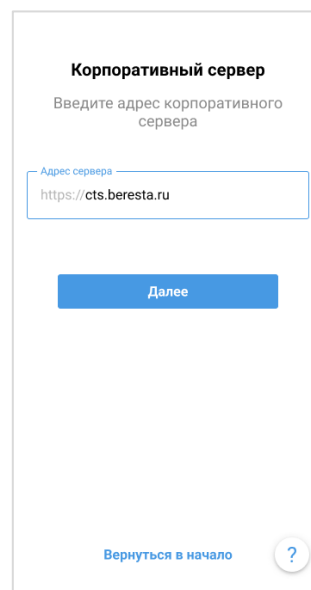 Корпоративный сервер
Введите адрес корпоративного
сервера
Адрес сервера
https://cts.beresta.ru
Далее
Вернуться в начало
?